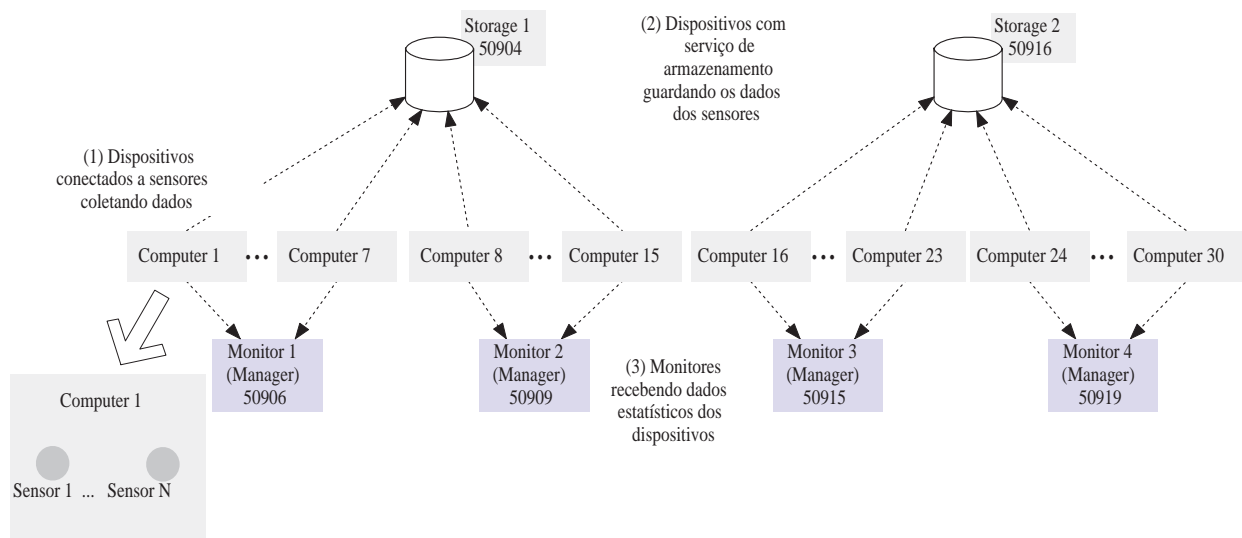 Storage 1
50904
(2) Dispositivos com
serviço de
armazenamento
guardando os dados
dos sensores
Storage 2
50916
(1) Dispositivos
conectados a sensores
coletando dados
Computer 1
•••
Computer 7
Computer 8
•••
Computer 15
Computer 16
•••
Computer 23
Computer 24
•••
Computer 30
Monitor 1
(Manager)
50906
Monitor 2
(Manager)
50909
(3) Monitores
recebendo dados
estatísticos dos
dispositivos
Monitor 3
(Manager)
50915
Monitor 4
(Manager)
50919
Computer 1
Sensor 1 ... Sensor N